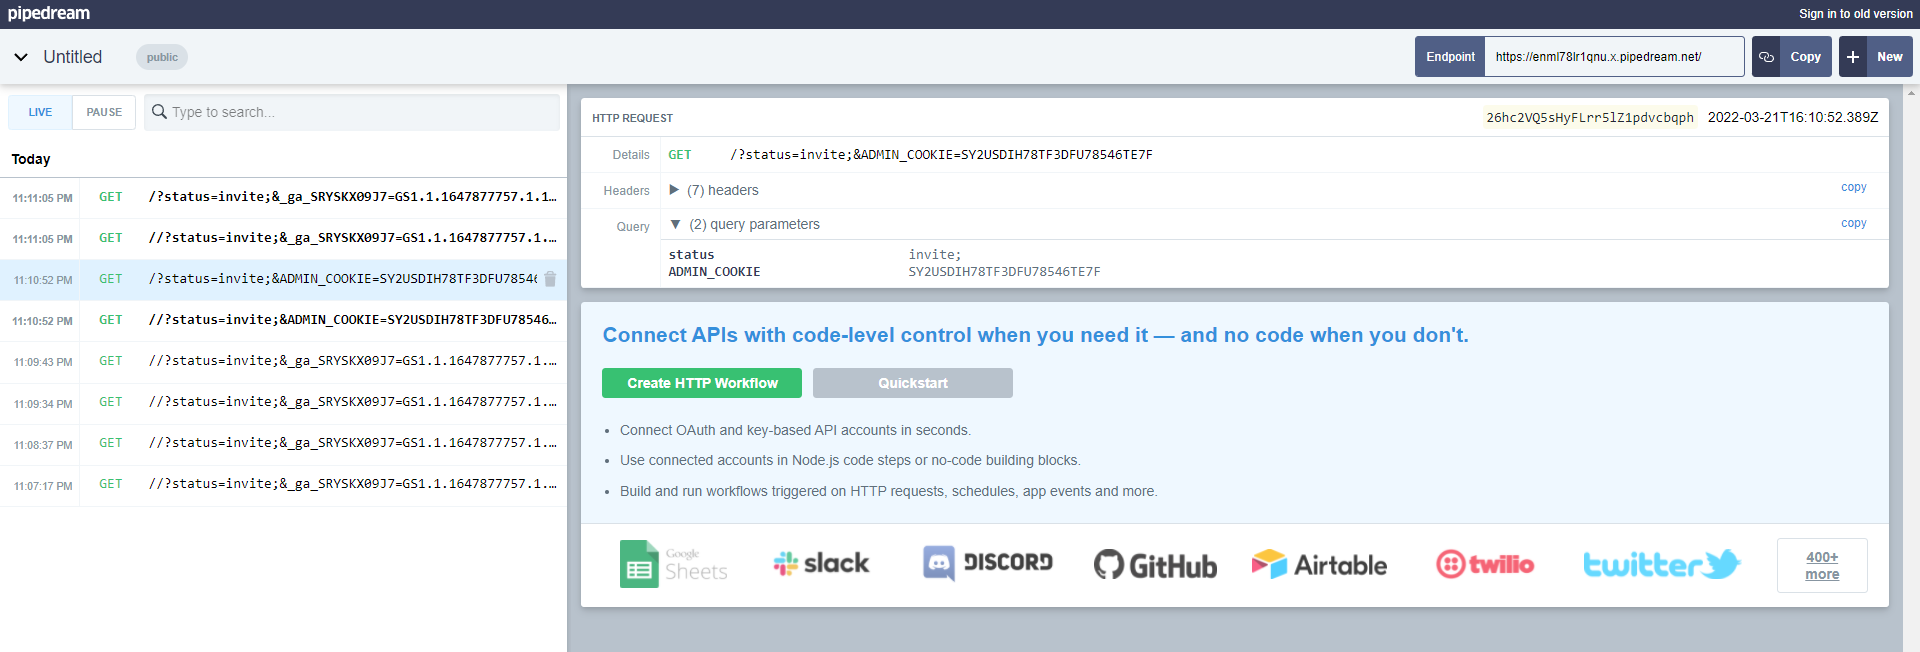 pipedream
Sign in to old version
Untitled
public
Endpoint
https://enml78lr1qnu.x.pipedream.net/
Copy
New
LIVE
PAUSE
Type to search...
Today
11:11:05 PM GET /?status=invite;&_ga_SRYSKX09J7=GS1.1.1647877757.1.1...
11:11:05 PM GET //?status=invite;&_ga_SRYSKX09J7=GS1.1.1647877757.1....
11:10:52 PM GET /?status=invite;&ADMIN_COOKIE=SY2USDIH78TF3DFU78546
11:10:52 PM GET //?status=invite;&ADMIN_COOKIE=SY2USDIH78TF3DFU78546...
11:09:43 PM GET //?status=invite;&_ga_SRYSKX09J7=GS1.1.1647877757.1....
11:09:34 PM GET //?status=invite;&_ga_SRYSKX09J7=GS1.1.1647877757.1....
11:08:37 PM GET //?status=invite;&_ga_SRYSKX09J7=GS1.1.1647877757.1....
11:07:17 PM GET //?status=invite;&_ga_SRYSKX09J7=GS1.1.1647877757.1....
HTTP REQUEST
26hc2VQ5sHyFLrr5lZ1pdvcbqph 2022-03-21T16:10:52.389Z
Details GET /?status=invite;&ADMIN_COOKIE=SY2USDIH78TF3DFU78546TE7F
Headers (7) headers copy
Query (2) query parameters copy
status invite;
ADMIN_COOKIE SY2USDIH78TF3DFU78546TE7F
Connect APIs with code-level control when you need it — and no code when you don't.
Create HTTP Workflow
Quickstart
• Connect OAuth and key-based API accounts in seconds.
• Use connected accounts in Node.js code steps or no-code building blocks.
• Build and run workflows triggered on HTTP requests, schedules, app events and more.
Google
Sheets
slack
DISCORD
GitHub
Airtable
twilio
twitter
400+
more